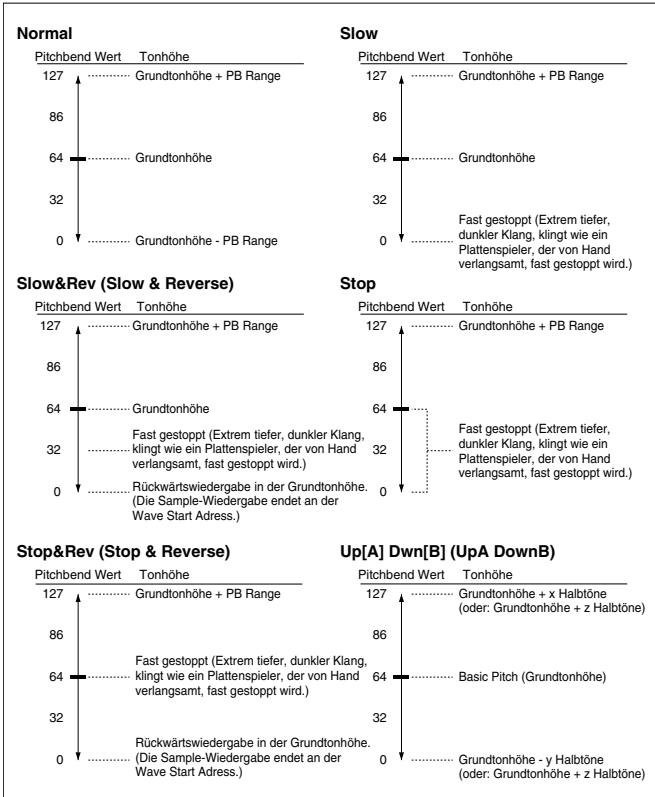 Normal
Pitchbend Wert Tonhöhe
127 Grundtonhöhe + PB Range
86
64 Grundtonhöhe
32
0 Grundtonhöhe - PB Range
Slow
Pitchbend Wert Tonhöhe
127 Grundtonhöhe + PB Range
86
64 Grundtonhöhe
32
Fast gestoppt (Extrem tiefer,
dunkler Klang, klingt wie ein
0 Plattenspieler, der von Hand
verlangsamt, fast gestoppt wird.)
Slow&Rev (Slow & Reverse)
Pitchbend Wert Tonhöhe
127 Grundtonhöhe + PB Range
86
64 Grundtonhöhe
Fast gestoppt (Extrem tiefer, dunkler Klang,
32 klingt wie ein Plattenspieler, der von Hand
verlangsamt, fast gestoppt wird.)
0 Rückwärtswiedergabe in der Grundtonhöhe.
(Die Sample-Wiedergabe endet an der
Wave Start Adress.)
Stop
Pitchbend Wert Tonhöhe
127 Grundtonhöhe + PB Range
86
64
Fast gestoppt (Extrem tiefer,
dunkler Klang, klingt wie ein
32 Plattenspieler, der von Hand
verlangsamt, fast gestoppt wird.)
0
Stop&Rev (Stop & Reverse)
Pitchbend Wert Tonhöhe
127 Grundtonhöhe + PB Range
86
Fast gestoppt (Extrem tiefer, dunkler Klang,
64 klingt wie ein Plattenspieler, der von Hand
verlangsamt, fast gestoppt wird.)
32
Rückwärtswiedergabe in der Grundtonhöhe.
0 (Die Sample-Wiedergabe endet an der
Wave Start Adress.)
Up[A] Dwn[B] (UpA DownB)
Pitchbend Wert Tonhöhe
127 Grundtonhöhe + x Halbtöne
(oder: Grundtonhöhe + z Halbtöne)
86
64 Basic Pitch (Grundtonhöhe)
32
0 Grundtonhöhe - y Halbtöne
(oder: Grundtonhöhe + z Halbtöne)